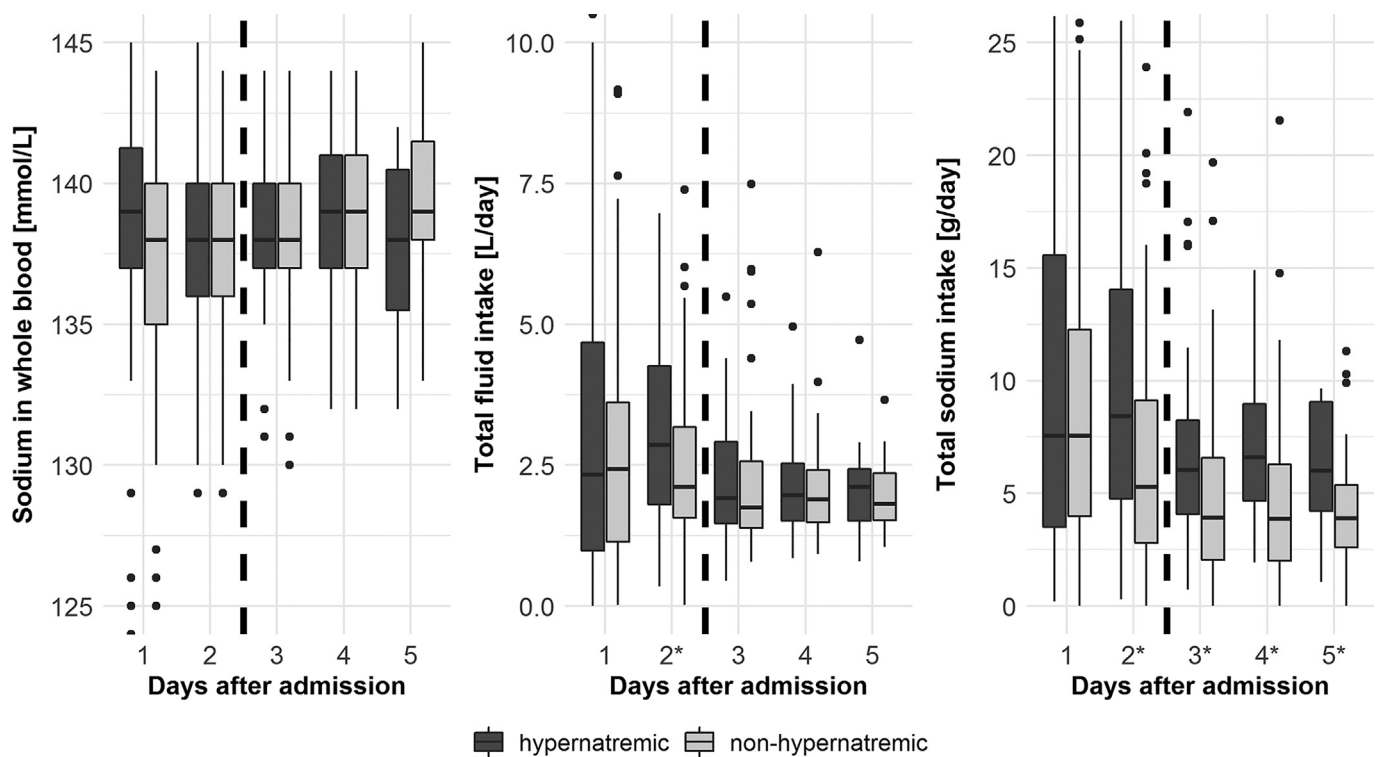 Sodium in whole blood [mmol/L]
145
140
135
130
125
1 2 3 4 5
Days after admission
Total fluid intake [L/day]
10.0
7.5
5.0
2.5
0.0
1 2* 3 4 5
Days after admission
Total sodium intake [g/day]
25
20
15
10
5
0
1 2* 3* 4* 5*
Days after admission
hypernatremic non-hypernatremic